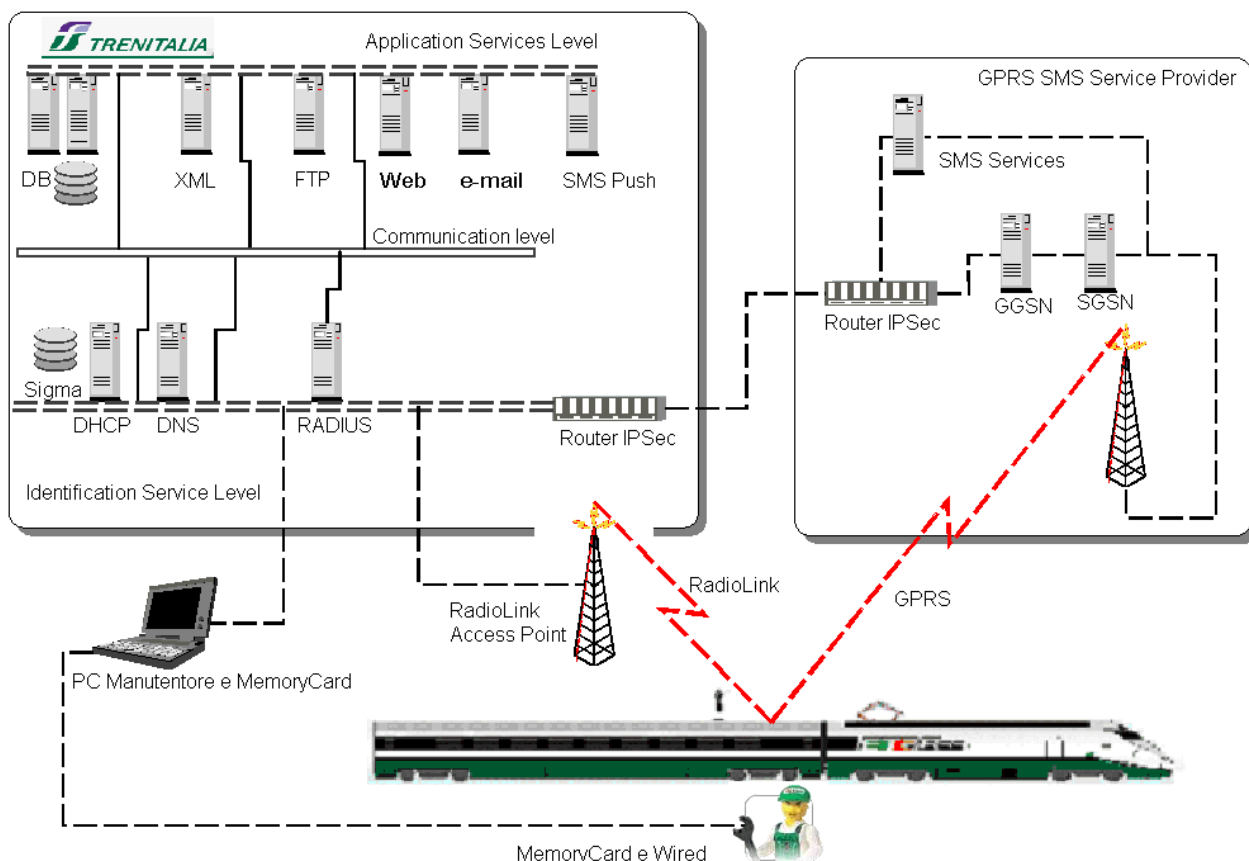 TRENITALIA
Application Services Level
DB
XML
FTP
Web
e-mail
SMS Push
Communication level
Sigma
DHCP
DNS
RADIUS
Router IPSec
Identification Service Level
GPRS SMS Service Provider
SMS Services
Router IPSec
GGSN
SGSN
RadioLink
Access Point
RadioLink
GPRS
PC Manutentore e MemoryCard
MemoryCard e Wired